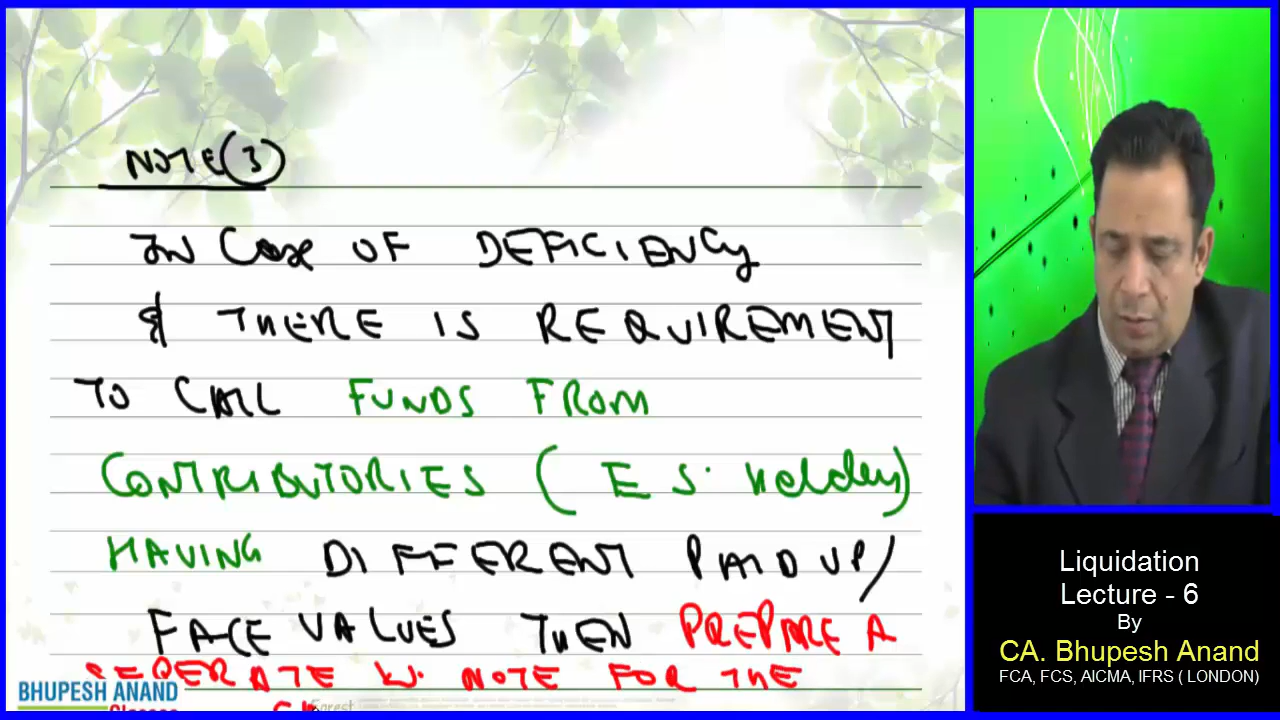 NOTE (3)
In Case OF DEFICIENCY
& THERE IS REQUIREMENT
TO CALL FUNDS FROM
CONTRIBUTORIES (E S. Holders)
HAVING DIFFERENT PAID UP/
FACE VALUES THEN PREPARE A
SEPERATE W. NOTE FOR THE
BHUPESH ANAND
Classes
Liquidation
Lecture - 6
By
CA. Bhupesh Anand
FCA, FCS, AICMA, IFRS ( LONDON)